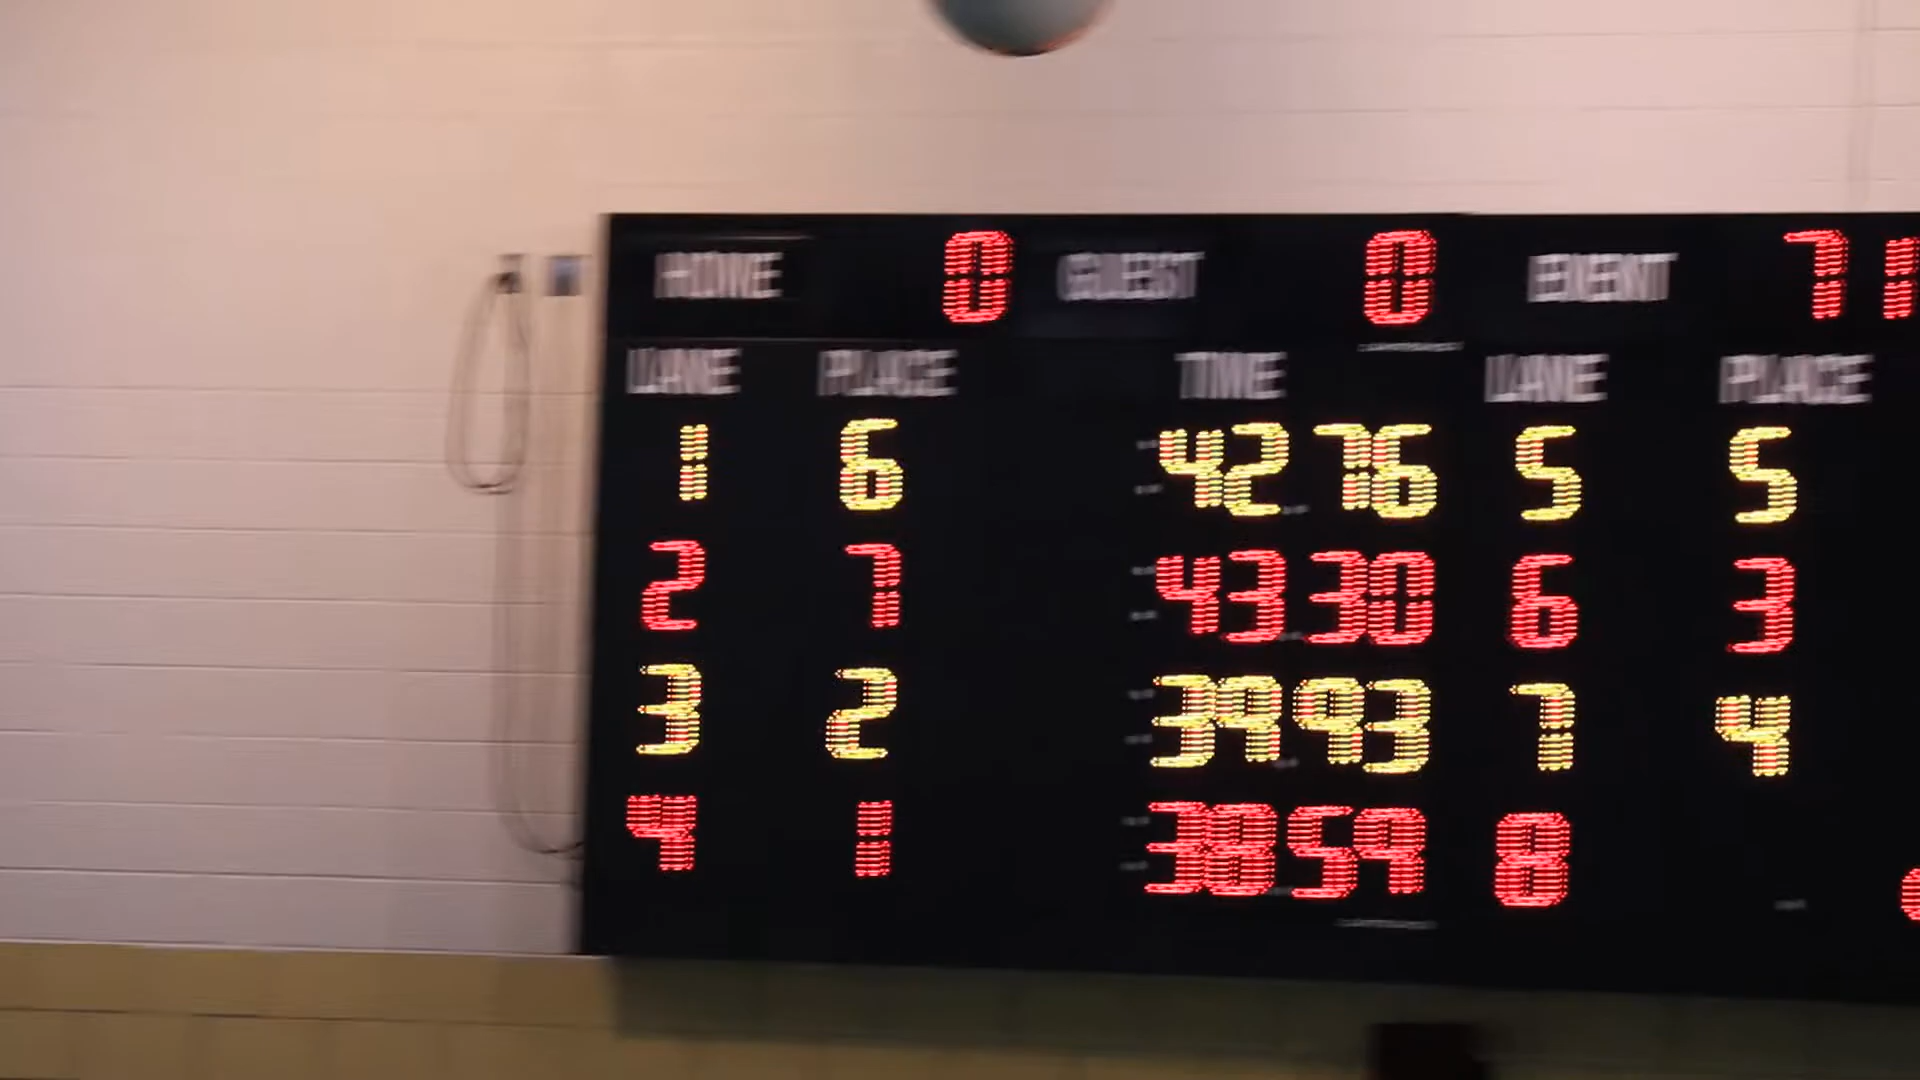 HOME 0 GUEST 0 EVENT 71
LANE PLACE TIME LANE PLACE
1 6 42 76 5 5
2 7 43 30 6 3
3 2 39 93 7 4
4 1 38 59 8